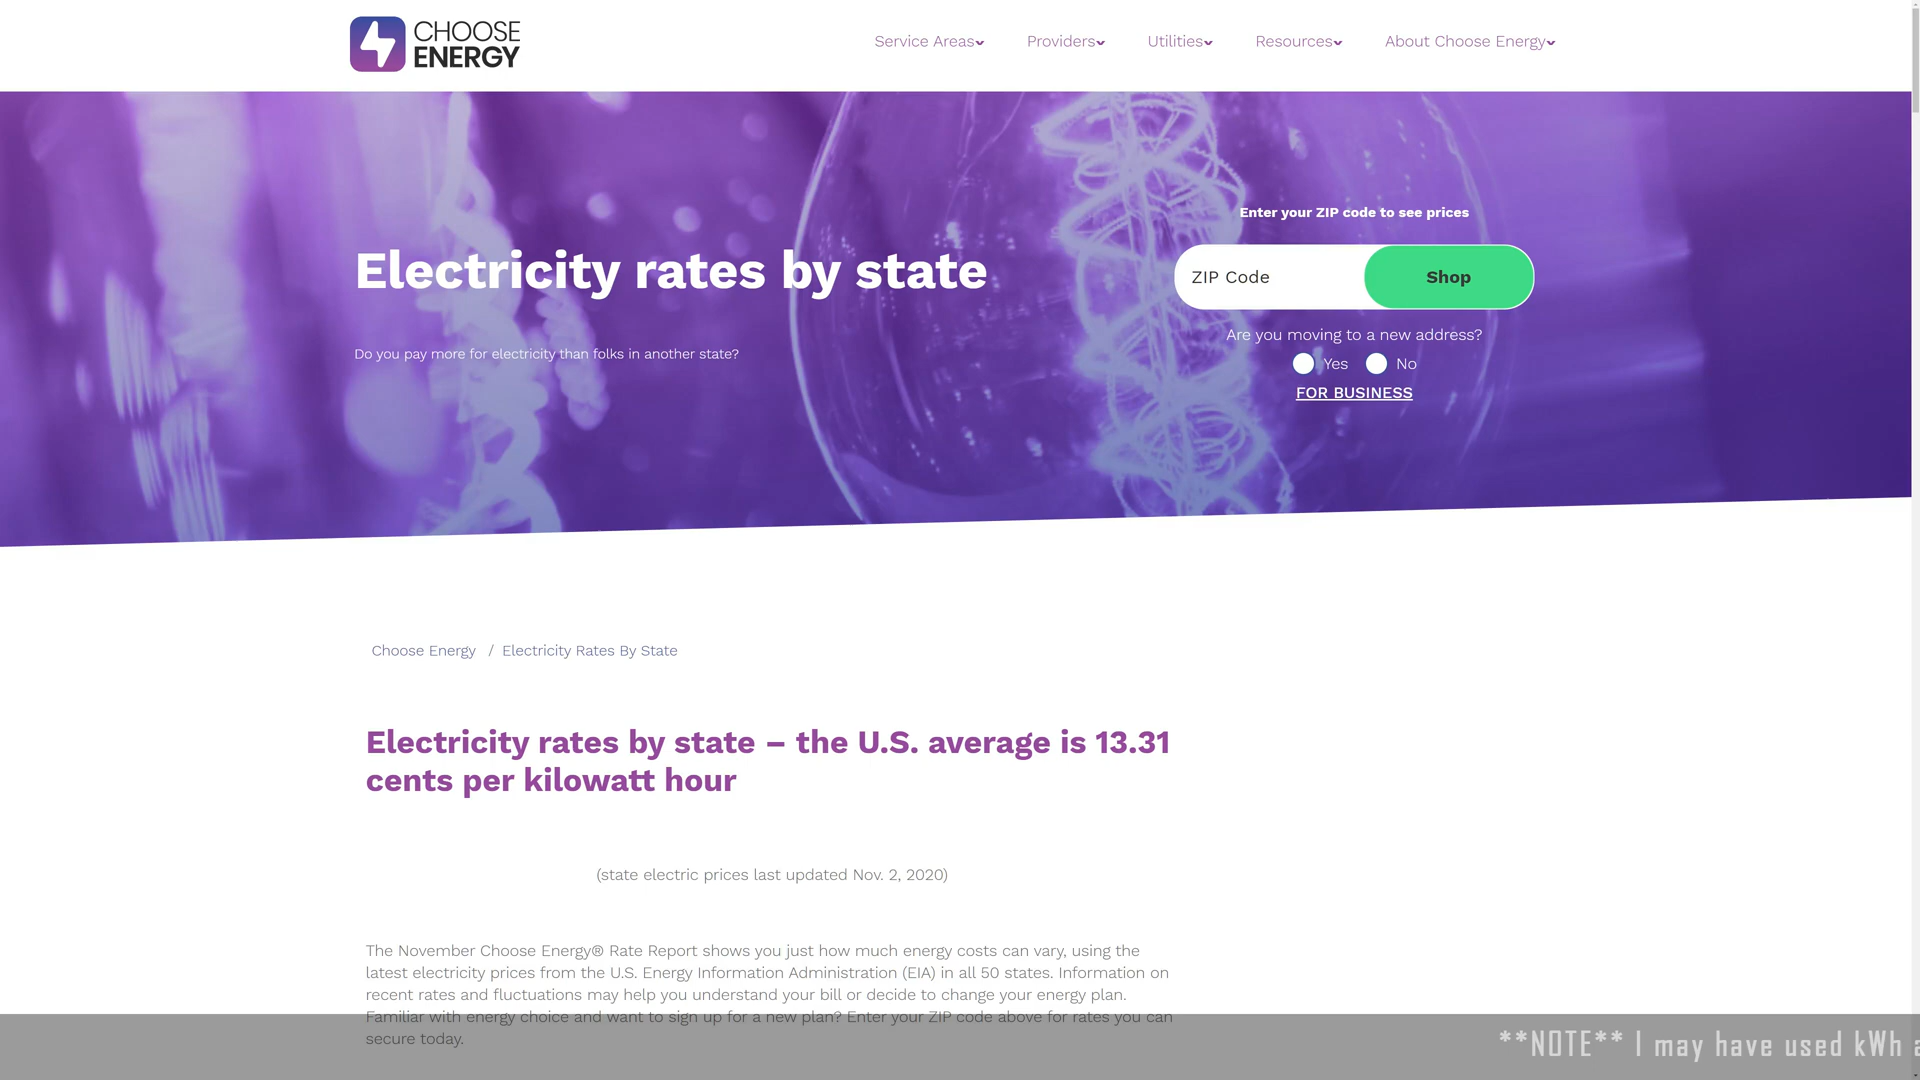 CHOOSE
ENERGY
Service Areas
Providers
Utilities
Resources
About Choose Energy
Enter your ZIP code to see prices
Electricity rates by state
ZIP Code
Shop
Do you pay more for electricity than folks in another state?
Are you moving to a new address?
Yes
No
FOR BUSINESS
Choose Energy / Electricity Rates By State
Electricity rates by state – the U.S. average is 13.31
cents per kilowatt hour
(state electric prices last updated Nov. 2, 2020)
The November Choose Energy® Rate Report shows you just how much energy costs can vary, using the
latest electricity prices from the U.S. Energy Information Administration (EIA) in all 50 states. Information on
recent rates and fluctuations may help you understand your bill or decide to change your energy plan.
Familiar with energy choice and want to sign up for a new plan? Enter your ZIP code above for rates you can
secure today.
**NOTE** I may have used kWh